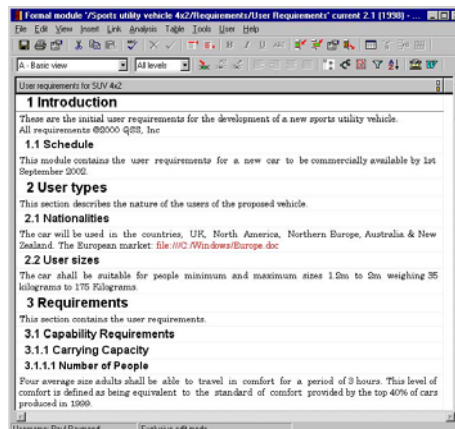 Formal module '/Sports utility vehicle 4x2/Requirements/User Requirements' current 2.1 (1998) - ...
File Edit View Insert Link Analysis Table Tools User Help
A - Basic view All levels
User requirements for SUV 4x2
1 Introduction
These are the initial user requirements for the development of a new sports utility vehicle.
All requirements ©2000 QSS, Inc
1.1 Schedule
This module contains the user requirements for a new car to be commercially available by 1st
September 2002.
2 User types
This section describes the nature of the users of the proposed vehicle.
2.1 Nationalities
The car will be used in the countries, UK, North America, Northern Europe, Australia & New
Zealand. The European market: file:///C:/Windows/Europe.doc
2.2 User sizes
The car shall be suitable for people minimum and maximum sizes 1.2m to 2m weighing 35
kilograms to 175 Kilograms.
3 Requirements
This section contains the user requirements.
3.1 Capability Requirements
3.1.1 Carrying Capacity
3.1.1.1 Number of People
Four average size adults shall be able to travel in comfort for a period of 3 hours. This level of
comfort is defined as being equivalent to the standard of comfort provided by the top 40% of cars
produced in 1999.
Username: Paul Raymond Exclusive edit mode